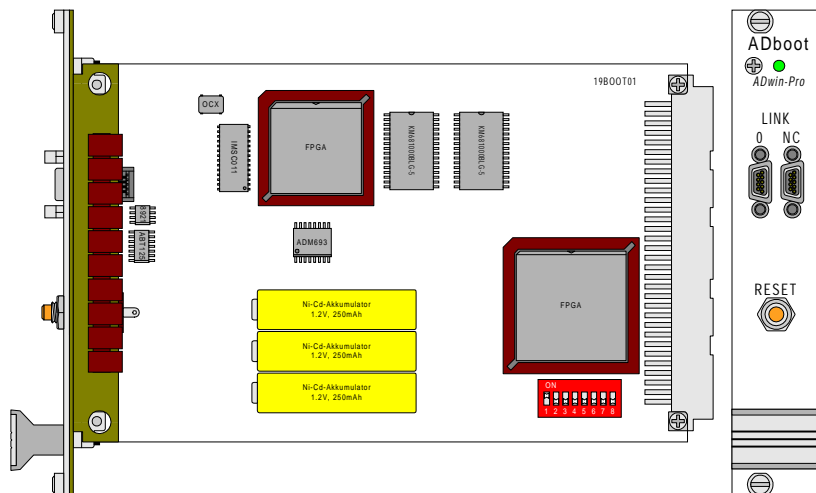 ADboot
ADwin-Pro
LINK
0 NC
RESET
19BOOT01
OCX
IMSC011
FPGA
KM681000BLG-5
KM681000BLG-5
8921
ABT125
ADM693
FPGA
Ni-Cd-Akkumulator
1.2V, 250mAh
Ni-Cd-Akkumulator
1.2V, 250mAh
Ni-Cd-Akkumulator
1.2V, 250mAh
ON
1 2 3 4 5 6 7 8